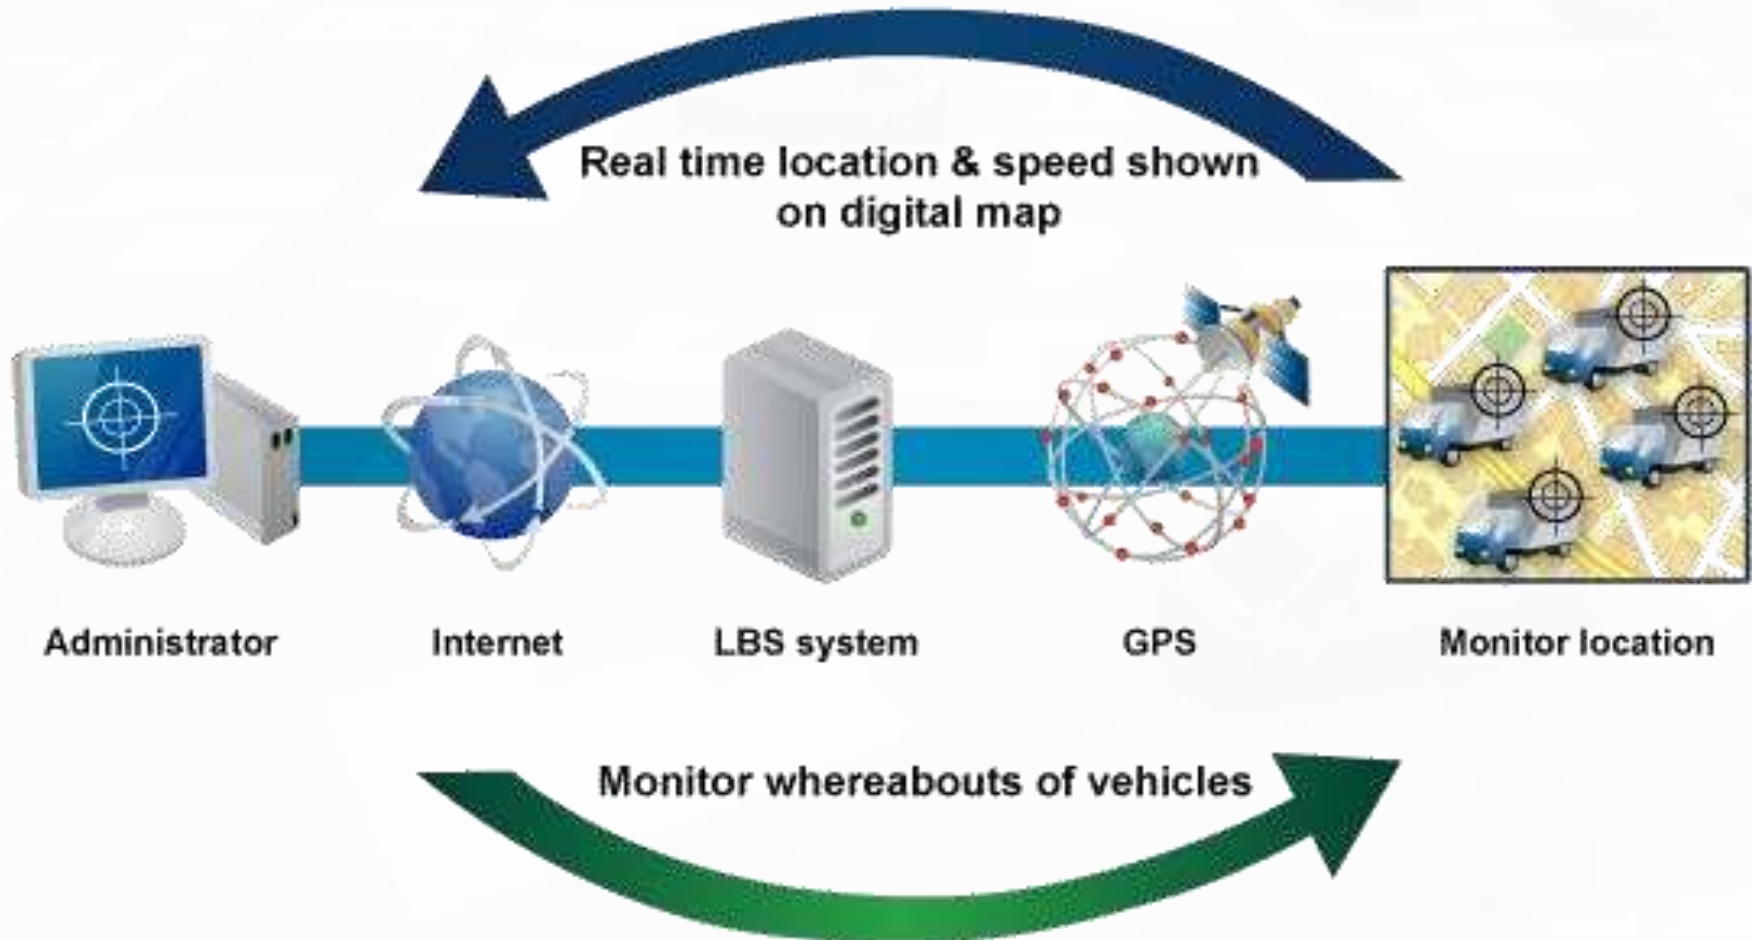 Real time location & speed shown
on digital map
Administrator
Internet
LBS system
GPS
Monitor location
Monitor whereabouts of vehicles